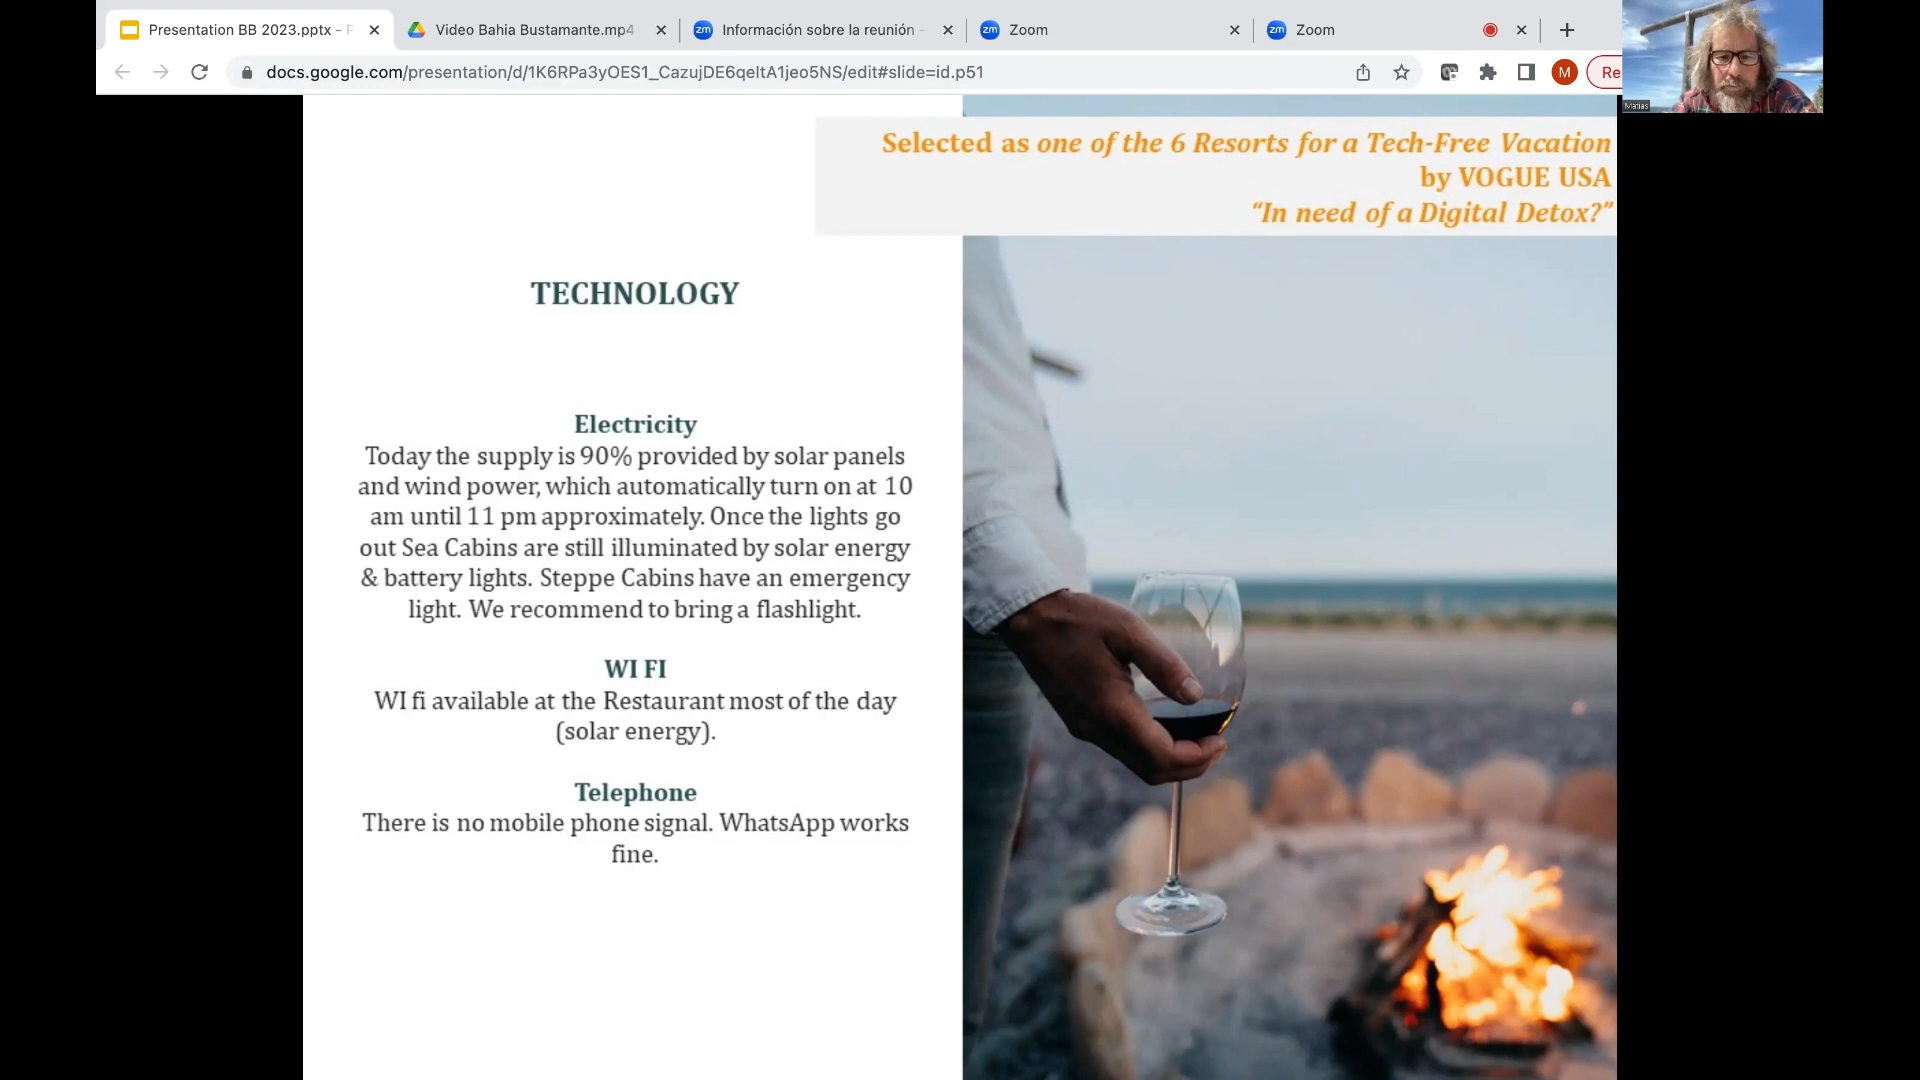 Presentation BB 2023.pptx - P
Video Bahia Bustamante.mp4
Información sobre la reunión -
Zoom
Zoom
docs.google.com/presentation/d/1K6RPa3yOES1_CazujDE6qeltA1jeo5NS/edit#slide=id.p51
M
Re
Matias
Selected as one of the 6 Resorts for a Tech-Free Vacation
by VOGUE USA
“In need of a Digital Detox?”
TECHNOLOGY
Electricity
Today the supply is 90% provided by solar panels
and wind power, which automatically turn on at 10
am until 11 pm approximately. Once the lights go
out Sea Cabins are still illuminated by solar energy
& battery lights. Steppe Cabins have an emergency
light. We recommend to bring a flashlight.
WI FI
WI fi available at the Restaurant most of the day
(solar energy).
Telephone
There is no mobile phone signal. WhatsApp works
fine.